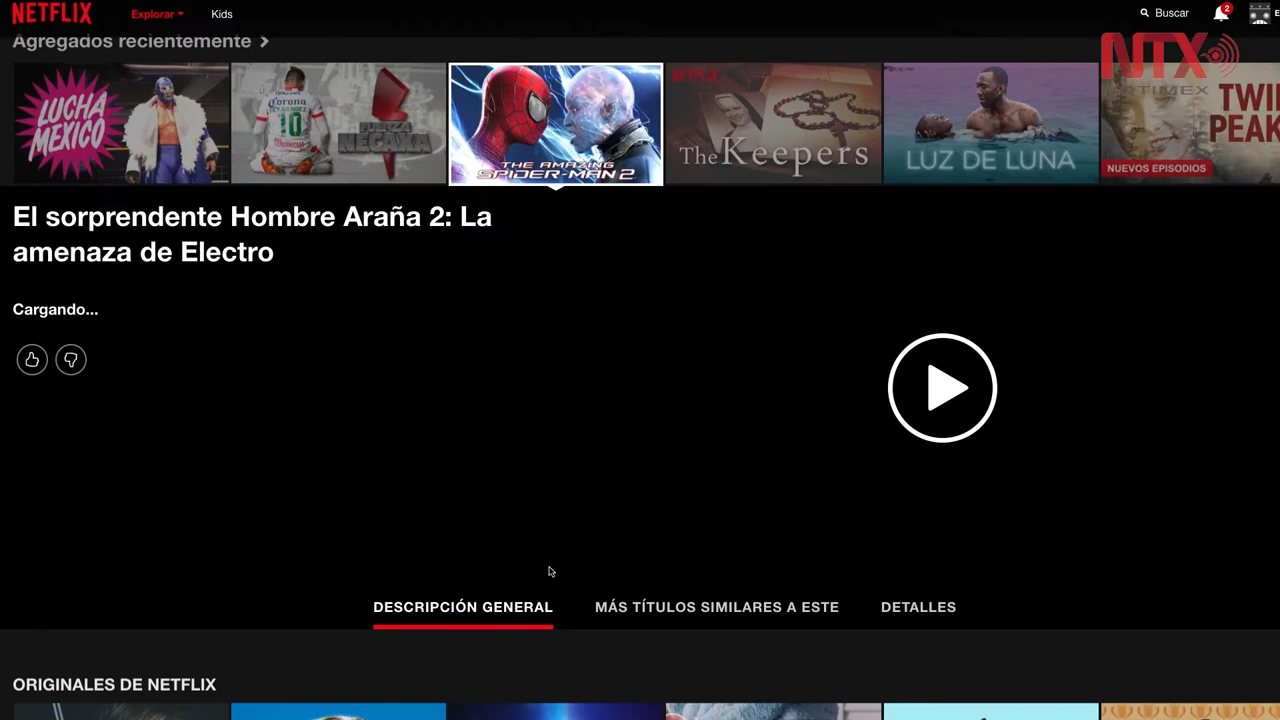 NETFLIX
Explorar
Kids
Buscar
2
E
Agregados recientemente
NTX
NOTIMEX
LUCHA
MEXICO
Corona
10
FUERZA
NECAXA
THE AMAZING
SPIDER-MAN 2
NETFLIX
The Keepers
LUZ DE LUNA
TWIN
PEAK
NUEVOS EPISODIOS
El sorprendente Hombre Araña 2: La
amenaza de Electro
Cargando...
DESCRIPCIÓN GENERAL
MÁS TÍTULOS SIMILARES A ESTE
DETALLES
ORIGINALES DE NETFLIX